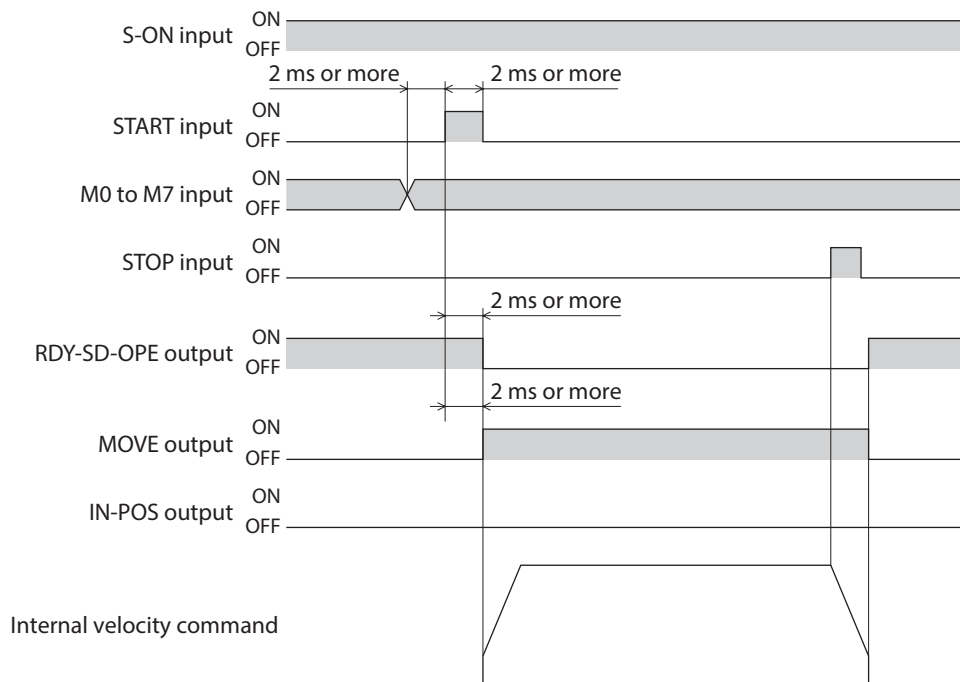 S-ON input
ON
OFF
2 ms or more
2 ms or more
START input
ON
OFF
M0 to M7 input
ON
OFF
STOP input
ON
OFF
2 ms or more
RDY-SD-OPE output
ON
OFF
2 ms or more
MOVE output
ON
OFF
IN-POS output
ON
OFF
Internal velocity command